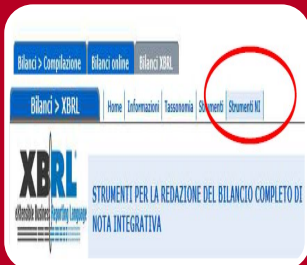 Bilanci > Compilazione Bilanci online Bilanci XBRL
Bilanci > XBRL Home Informazioni Tassonomia Strumenti Strumenti NI
XBRL
eXtensible Business Reporting Language
STRUMENTI PER LA REDAZIONE DEL BILANCIO COMPLETO DI
NOTA INTEGRATIVA